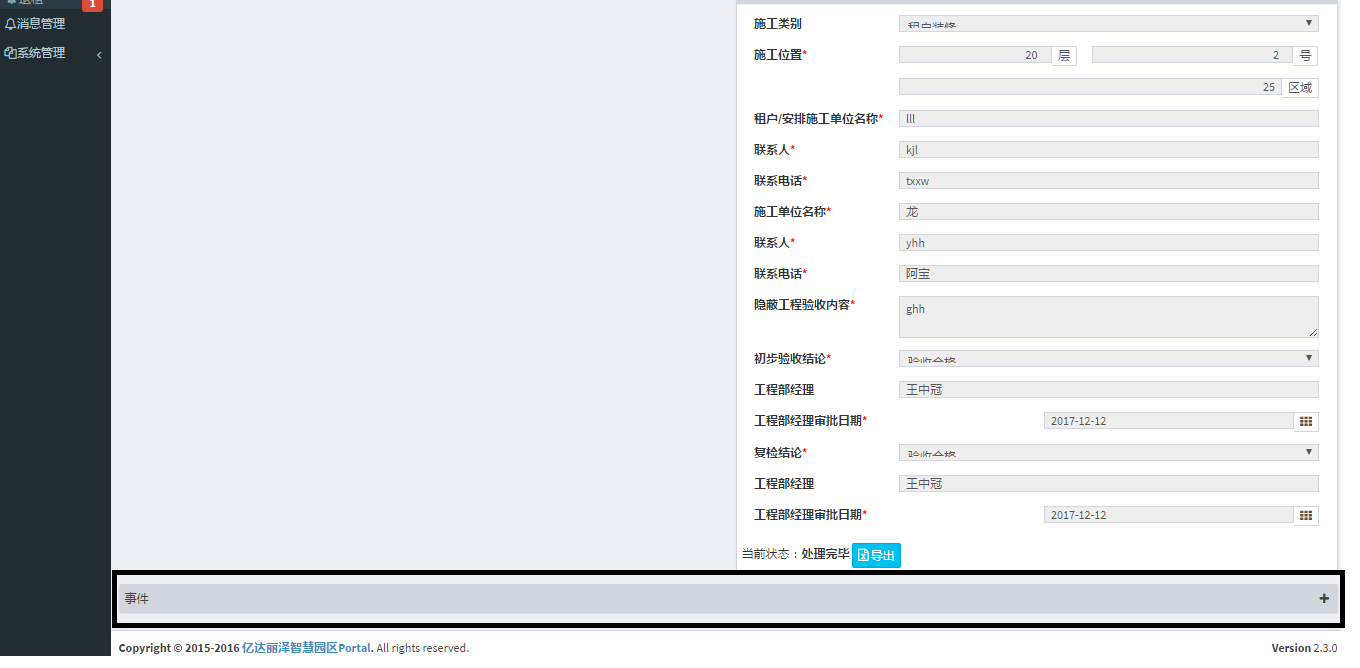 1
消息管理
系统管理
施工类别
施工位置* 20 层 2 号
25 区域
租户/安排施工单位名称* lll
联系人* kjl
联系电话* txxw
施工单位名称* 龙
联系人* yhh
联系电话* 阿宝
隐蔽工程验收内容* ghh
初步验收结论*
工程部经理 王中冠
工程部经理审批日期* 2017-12-12
复检结论*
工程部经理 王中冠
工程部经理审批日期* 2017-12-12
当前状态：处理完毕 导出
事件
Copyright © 2015-2016 亿达丽泽智慧园区Portal. All rights reserved. Version 2.3.0